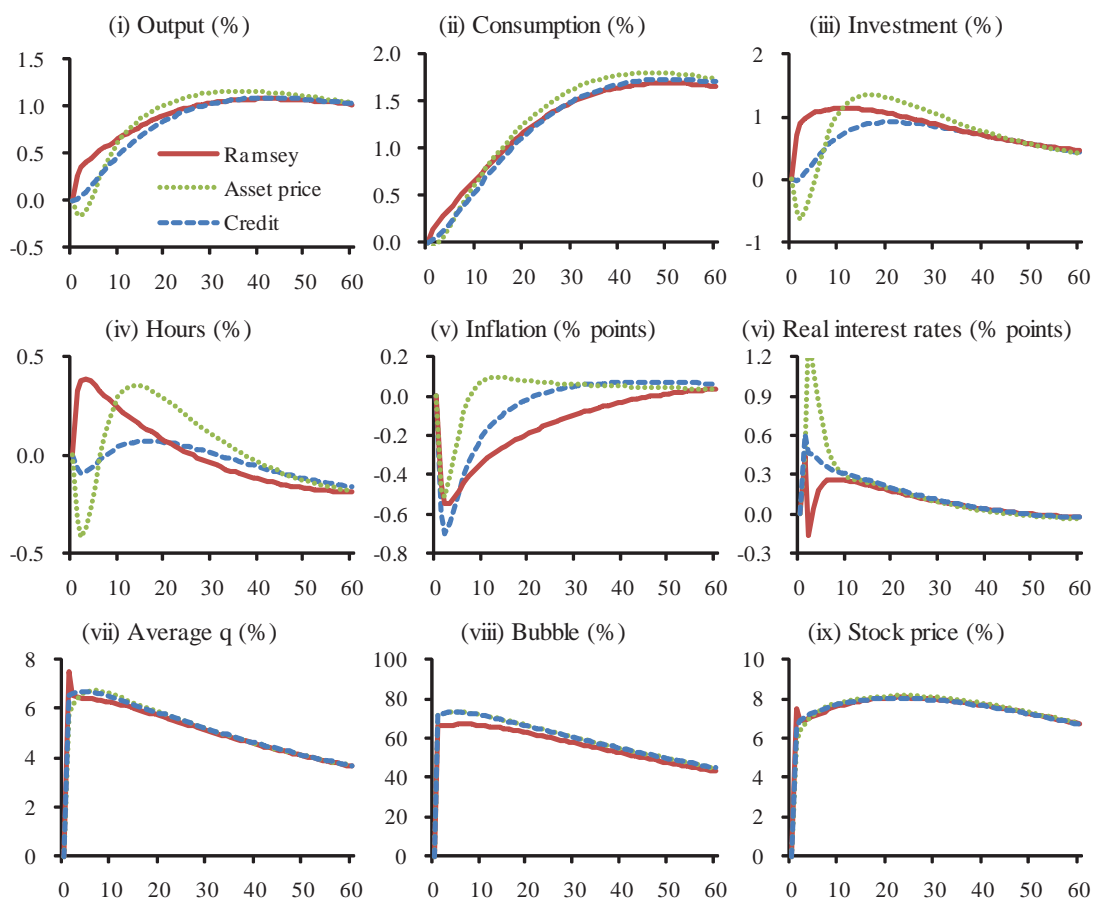 (i) Output (%)
1.5
1.0
0.5
0.0
-0.5
Ramsey
Asset price
Credit
0 10 20 30 40 50 60
(ii) Consumption (%)
2.0
1.5
1.0
0.5
0.0
0 10 20 30 40 50 60
(iii) Investment (%)
2
1
0
-1
0 10 20 30 40 50 60
(iv) Hours (%)
0.5
0.0
-0.5
0 10 20 30 40 50 60
(v) Inflation (% points)
0.2
0.0
-0.2
-0.4
-0.6
-0.8
0 10 20 30 40 50 60
(vi) Real interest rates (% points)
1.2
0.9
0.6
0.3
0.0
-0.3
0 10 20 30 40 50 60
(vii) Average q (%)
8
6
4
2
0
0 10 20 30 40 50 60
(viii) Bubble (%)
100
80
60
40
20
0
0 10 20 30 40 50 60
(ix) Stock price (%)
10
8
6
4
2
0
0 10 20 30 40 50 60